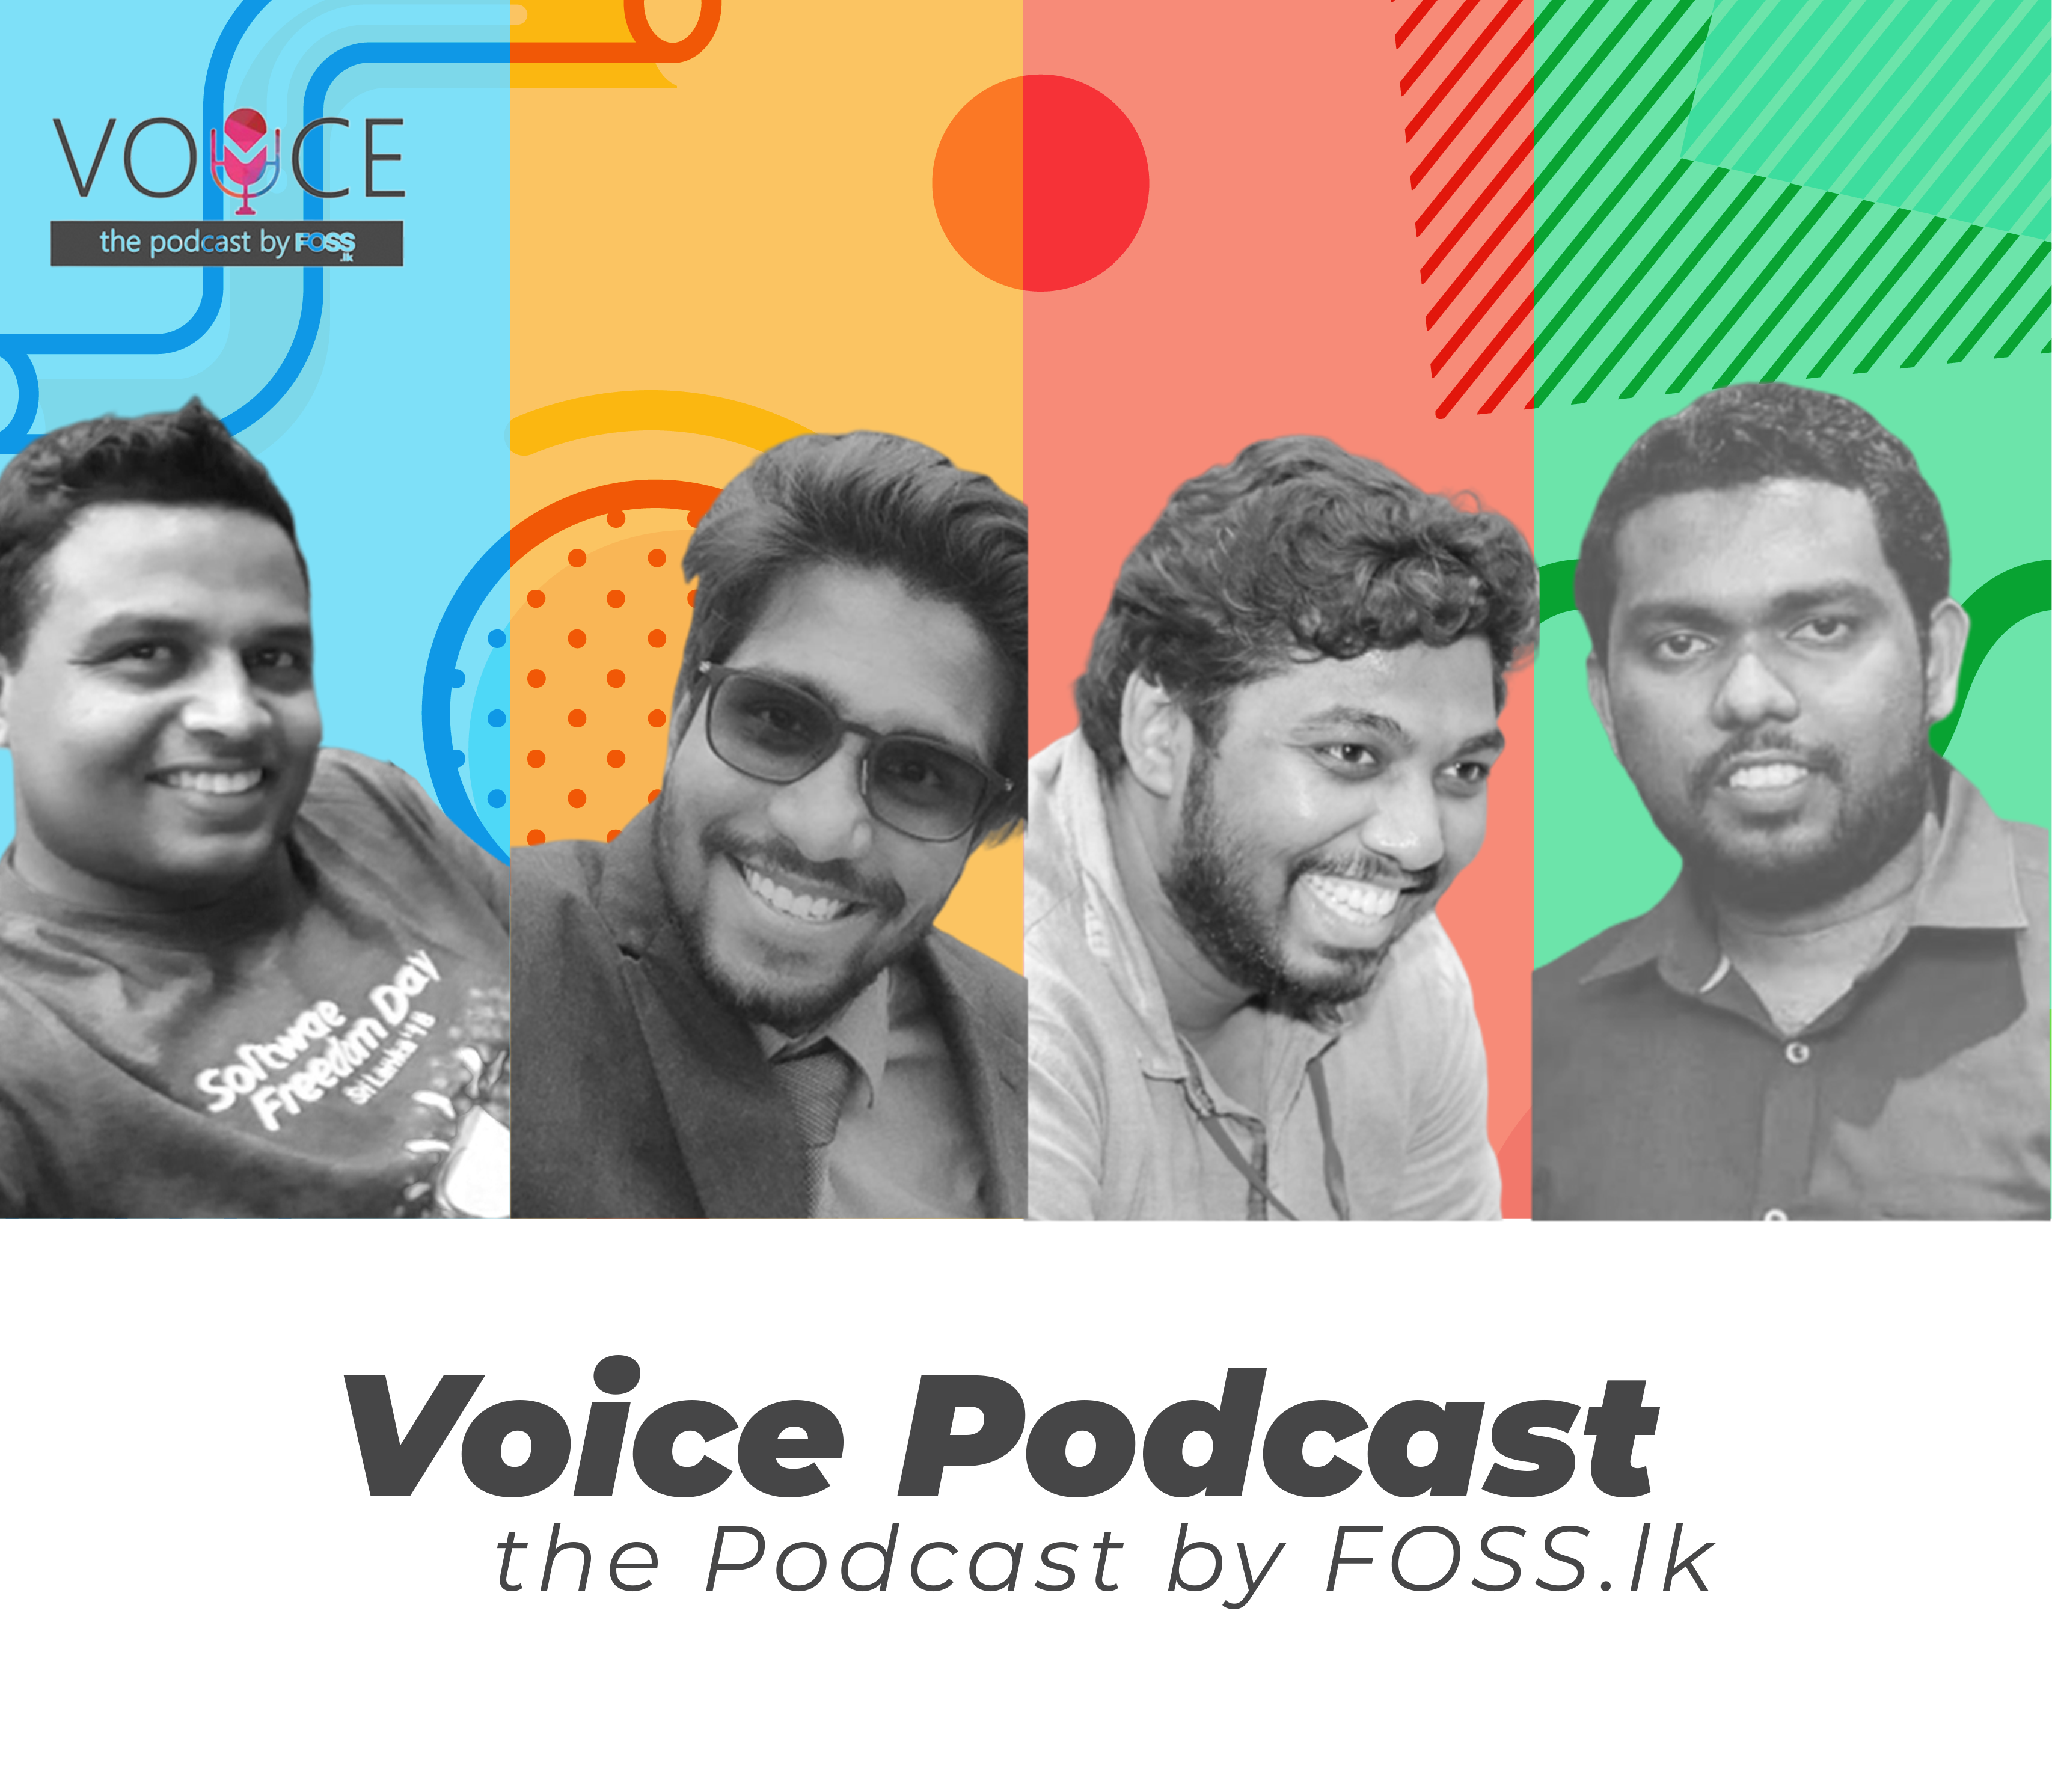 VOICE
the podcast by FOSS
.lk
Software
Freedom Day
Sri Lanka '18
Voice Podcast
the Podcast by FOSS.lk